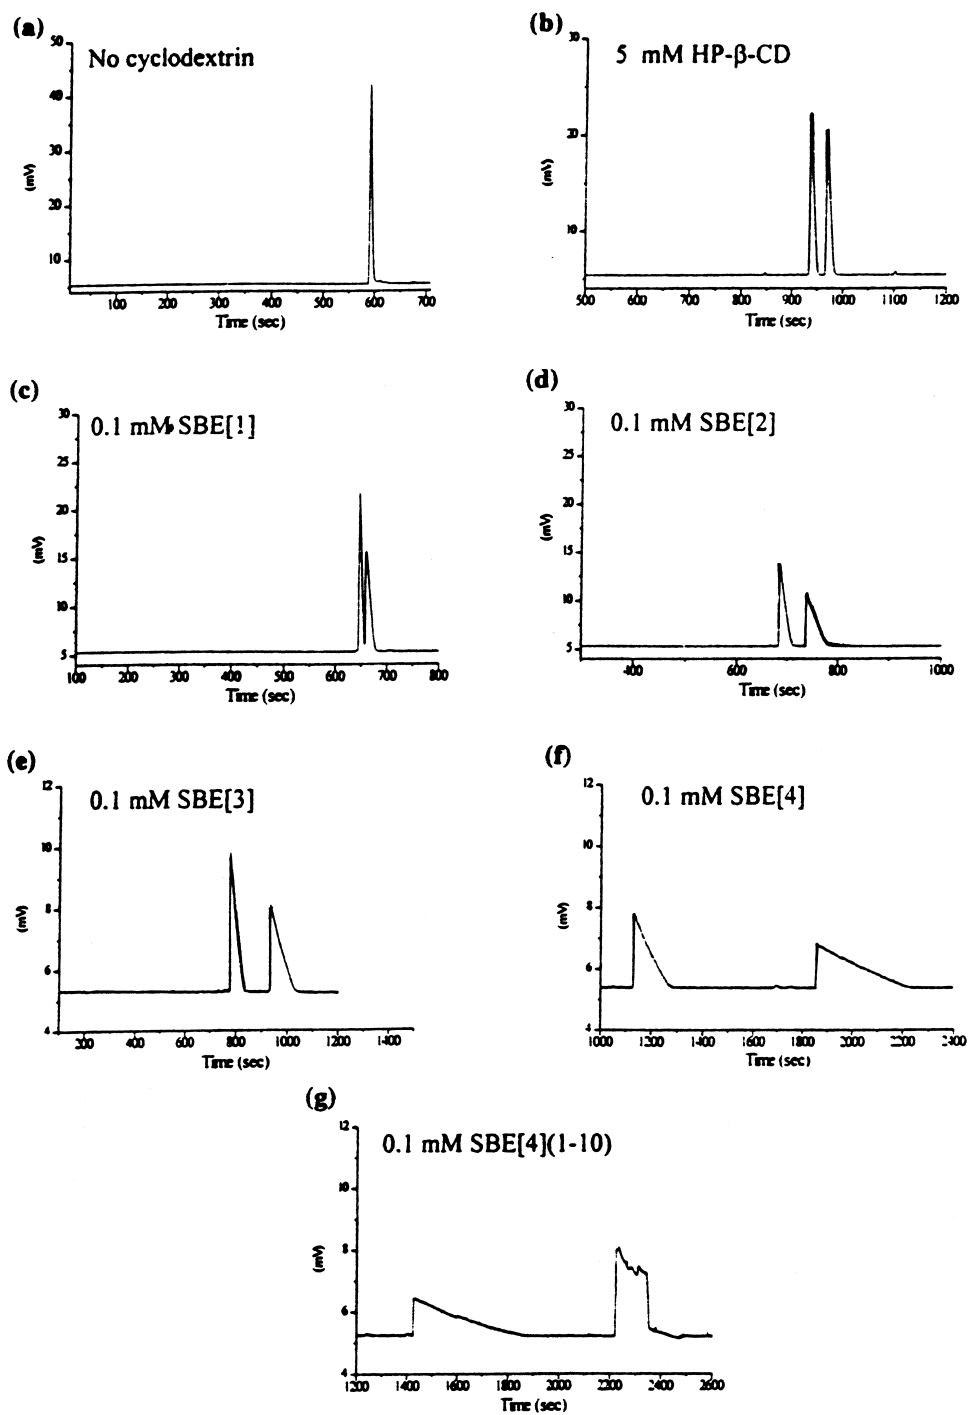 (a)
No cyclodextrin
50
40
30
20
10
(mV)
100 200 300 400 500 600 700
Time (sec)
(b)
5 mM HP-β-CD
30
20
10
(mV)
500 600 700 800 900 1000 1100 1200
Time (sec)
(c)
0.1 mM SBE[1]
30
25
20
15
10
5
(mV)
100 200 300 400 500 600 700 800
Time (sec)
(d)
0.1 mM SBE[2]
30
25
20
15
10
5
(mV)
400 600 800 1000
Time (sec)
(e)
0.1 mM SBE[3]
12
10
8
6
4
(mV)
200 400 600 800 1000 1200 1400
Time (sec)
(f)
0.1 mM SBE[4]
12
10
8
6
4
(mV)
1000 1200 1400 1600 1800 2000 2200 2300
Time (sec)
(g)
0.1 mM SBE[4](1-10)
12
10
8
6
4
(mV)
1200 1400 1600 1800 2000 2200 2400 2600
Time (sec)